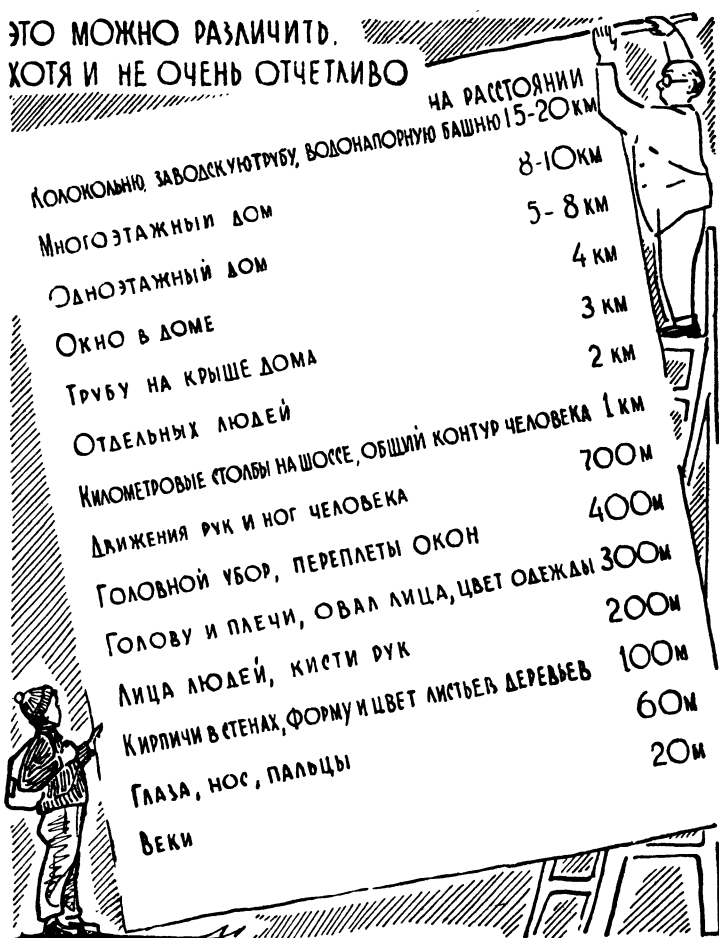 ЭТО МОЖНО РАЗЛИЧИТЬ,
ХОТЯ И НЕ ОЧЕНЬ ОТЧЕТЛИВО
НА РАССТОЯНИИ
Колокольню, заводскую трубу, водонапорную башню 15-20 км
Многоэтажный дом 8-10 км
Одноэтажный дом 5-8 км
Окно в доме 4 км
Трубу на крыше дома 3 км
Отдельных людей 2 км
Километровые столбы на шоссе, общий контур человека 1 км
Движения рук и ног человека 700 м
Головной убор, переплеты окон 400 м
Голову и плечи, овал лица, цвет одежды 300 м
Лица людей, кисти рук 200 м
Кирпичи в стенах, форму и цвет листьев деревьев 100 м
Глаза, нос, пальцы 60 м
Веки 20 м